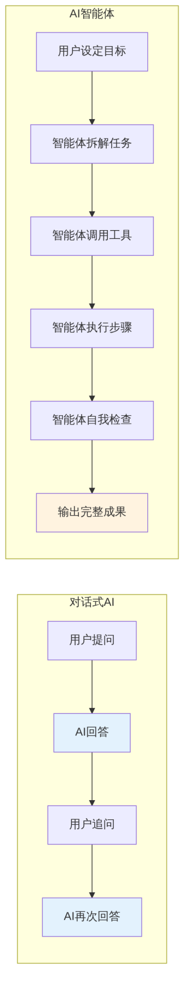 AI智能体
用户设定目标
智能体拆解任务
智能体调用工具
智能体执行步骤
智能体自我检查
输出完整成果
对话式AI
用户提问
AI回答
用户追问
AI再次回答